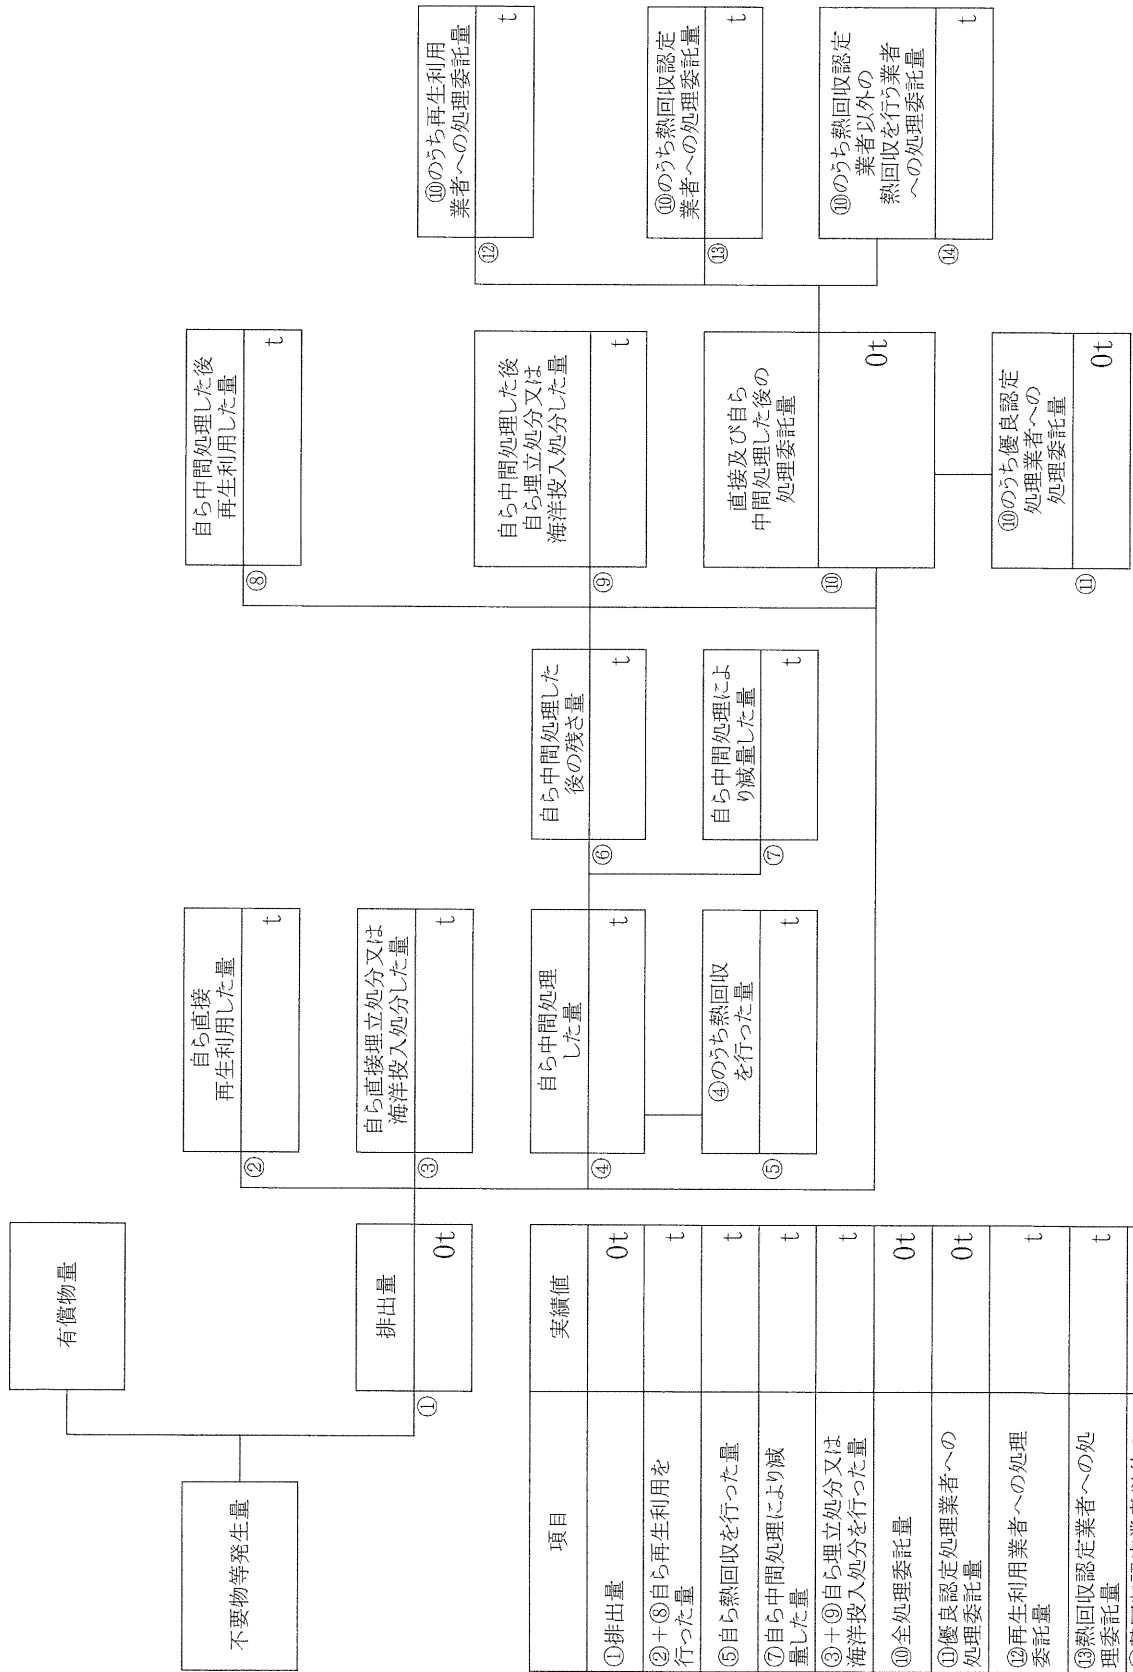 不要物等発生量
有償物量
①
排出量
0t
②
自ら直接
再生利用した量
t
③
自ら直接埋立処分又は
海洋投入処分した量
t
④
自ら中間処理
した量
t
⑤
④のうち熱回収
を行った量
t
⑥
自ら中間処理した
後の残さ量
t
⑦
自ら中間処理によ
り減量した量
t
⑧
自ら中間処理した後
再生利用した量
t
⑨
自ら中間処理した後
自ら埋立処分又は
海洋投入処分した量
t
⑩
直接及び自ら
中間処理した後の
処理委託量
0t
⑪
⑩のうち優良認定
処理業者への
処理委託量
0t
⑫
⑩のうち再生利用
業者への処理委託量
t
⑬
⑩のうち熱回収認定
業者への処理委託量
t
⑭
⑩のうち熱回収認定
業者以外の
熱回収を行う業者
への処理委託量
t
項目 実績値
①排出量 0t
②+⑧自ら再生利用を
行った量 t
⑤自ら熱回収を行った量 t
⑦自ら中間処理により減
量した量 t
③+⑨自ら埋立処分又は
海洋投入処分を行った量 t
⑩全処理委託量 0t
⑪優良認定処理業者への
処理委託量 0t
⑫再生利用業者への処理
委託量 t
⑬熱回収認定業者への処
理委託量 t